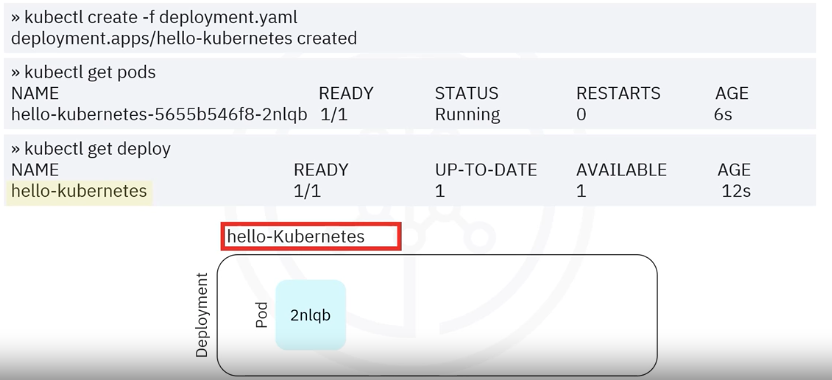 » kubectl create -f deployment.yaml
deployment.apps/hello-kubernetes created
» kubectl get pods
NAME READY STATUS RESTARTS AGE
hello-kubernetes-5655b546f8-2nlqb 1/1 Running 0 6s
» kubectl get deploy
NAME READY UP-TO-DATE AVAILABLE AGE
hello-kubernetes 1/1 1 1 12s
hello-Kubernetes
Deployment
Pod
2nlqb